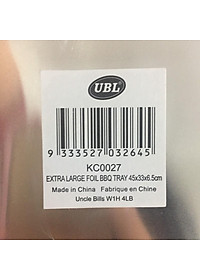 UBL
9 333527 032645
KC0027
EXTRA LARGE FOIL BBQ TRAY 45x33x6.5cm
Made in China Fabrique en Chine
Uncle Bills W1H 4LB